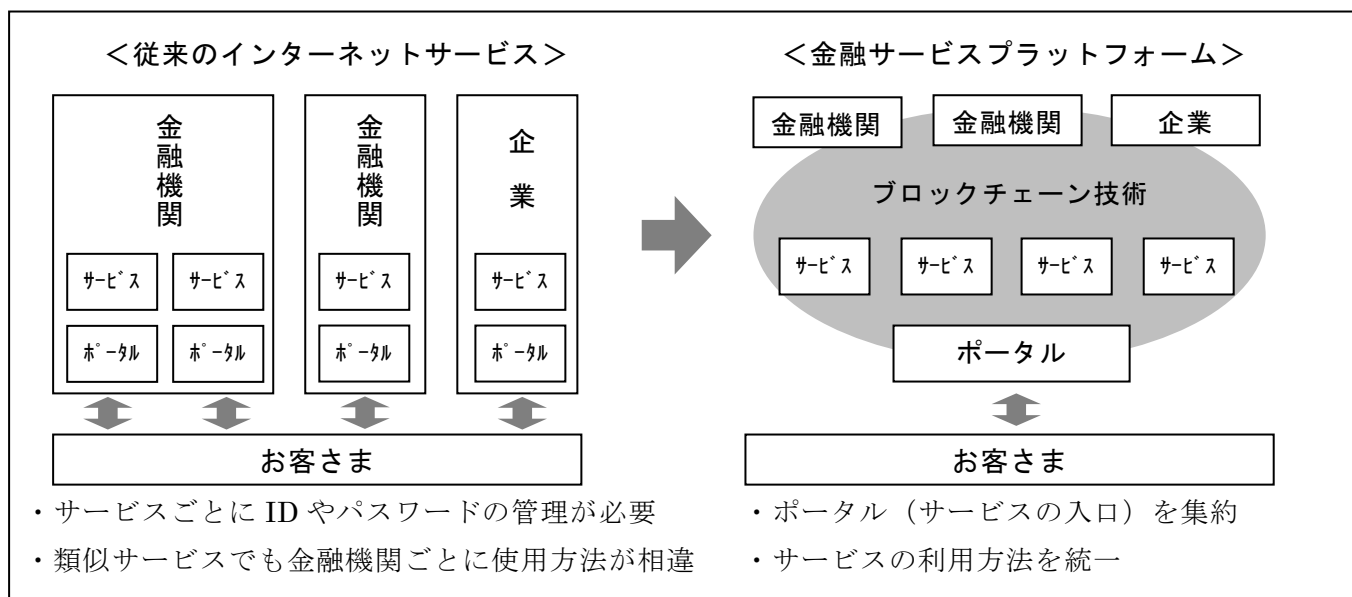 ＜従来のインターネットサービス＞
金融機関
金融機関
企業
ｻｰﾋﾞｽ
ｻｰﾋﾞｽ
ｻｰﾋﾞｽ
ｻｰﾋﾞｽ
ﾎﾟｰﾀﾙ
ﾎﾟｰﾀﾙ
ﾎﾟｰﾀﾙ
ﾎﾟｰﾀﾙ
お客さま
・サービスごとに ID やパスワードの管理が必要
・類似サービスでも金融機関ごとに使用方法が相違
＜金融サービスプラットフォーム＞
金融機関
金融機関
企業
ブロックチェーン技術
ｻｰﾋﾞｽ
ｻｰﾋﾞｽ
ｻｰﾋﾞｽ
ｻｰﾋﾞｽ
ポータル
お客さま
・ポータル（サービスの入口）を集約
・サービスの利用方法を統一